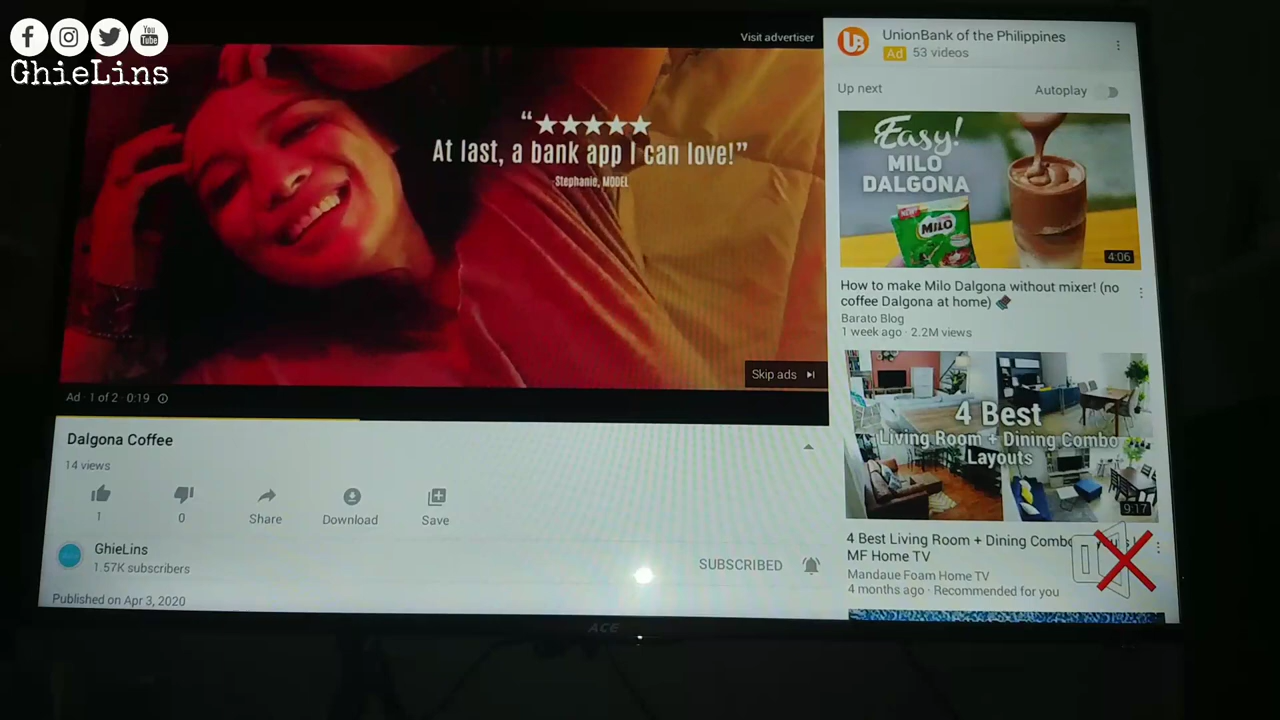 You
Tube
GhieLins
Visit advertiser
“★★★★★
At last, a bank app I can love!”
-Stephanie, MODEL
Skip ads
Ad · 1 of 2 · 0:19
Dalgona Coffee
14 views
1
0
Share
Download
Save
GhieLins
1.57K subscribers
SUBSCRIBED
Published on Apr 3, 2020
UB
UnionBank of the Philippines
Ad 53 videos
Up next
Autoplay
Easy!
MILO
DALGONA
MILO
4:06
How to make Milo Dalgona without mixer! (no
coffee Dalgona at home)
Barato Blog
1 week ago · 2.2M views
4 Best
Living Room + Dining Combo
Layouts
9:17
4 Best Living Room + Dining Combo
MF Home TV
Mandaue Foam Home TV
4 months ago · Recommended for you
ACE